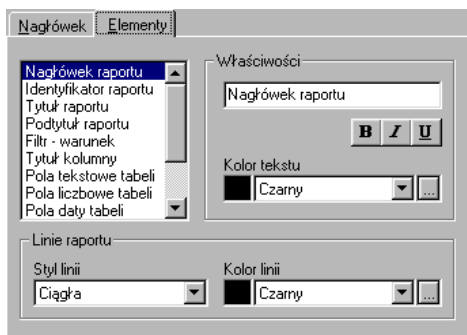 Nagłówek Elementy
Nagłówek raportu
Identyfikator raportu
Tytuł raportu
Podtytuł raportu
Filtr - warunek
Tytuł kolumny
Pola tekstowe tabeli
Pola liczbowe tabeli
Pola daty tabeli
Właściwości
Nagłówek raportu
B I U
Kolor tekstu
Czarny ...
Linie raportu
Styl linii
Ciągła
Kolor linii
Czarny ...